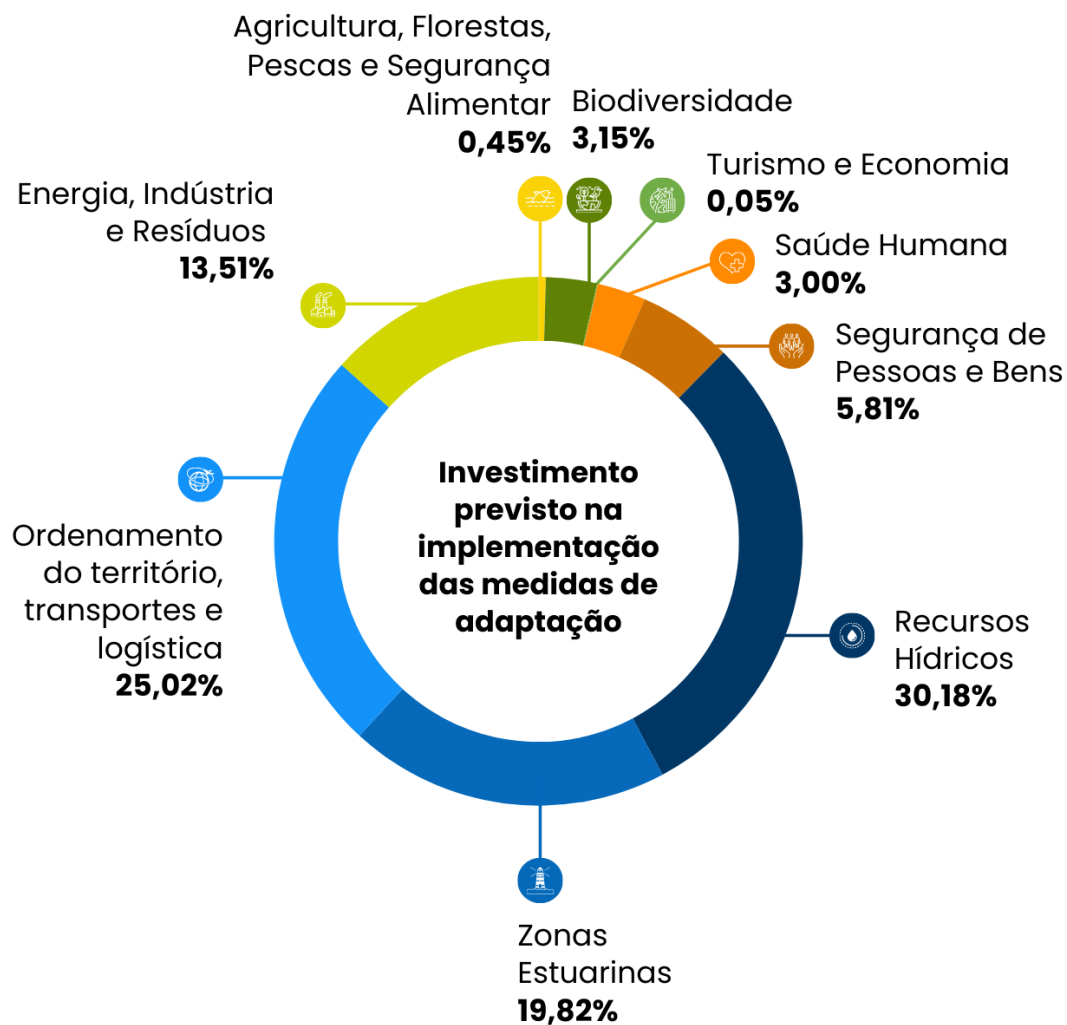 Agricultura, Florestas,
Pescas e Segurança
Alimentar
0,45%
Biodiversidade
3,15%
Turismo e Economia
0,05%
Saúde Humana
3,00%
Segurança de
Pessoas e Bens
5,81%
Recursos
Hídricos
30,18%
Zonas
Estuarinas
19,82%
Ordenamento
do território,
transportes e
logística
25,02%
Energia, Indústria
e Resíduos
13,51%
Investimento
previsto na
implementação
das medidas de
adaptação